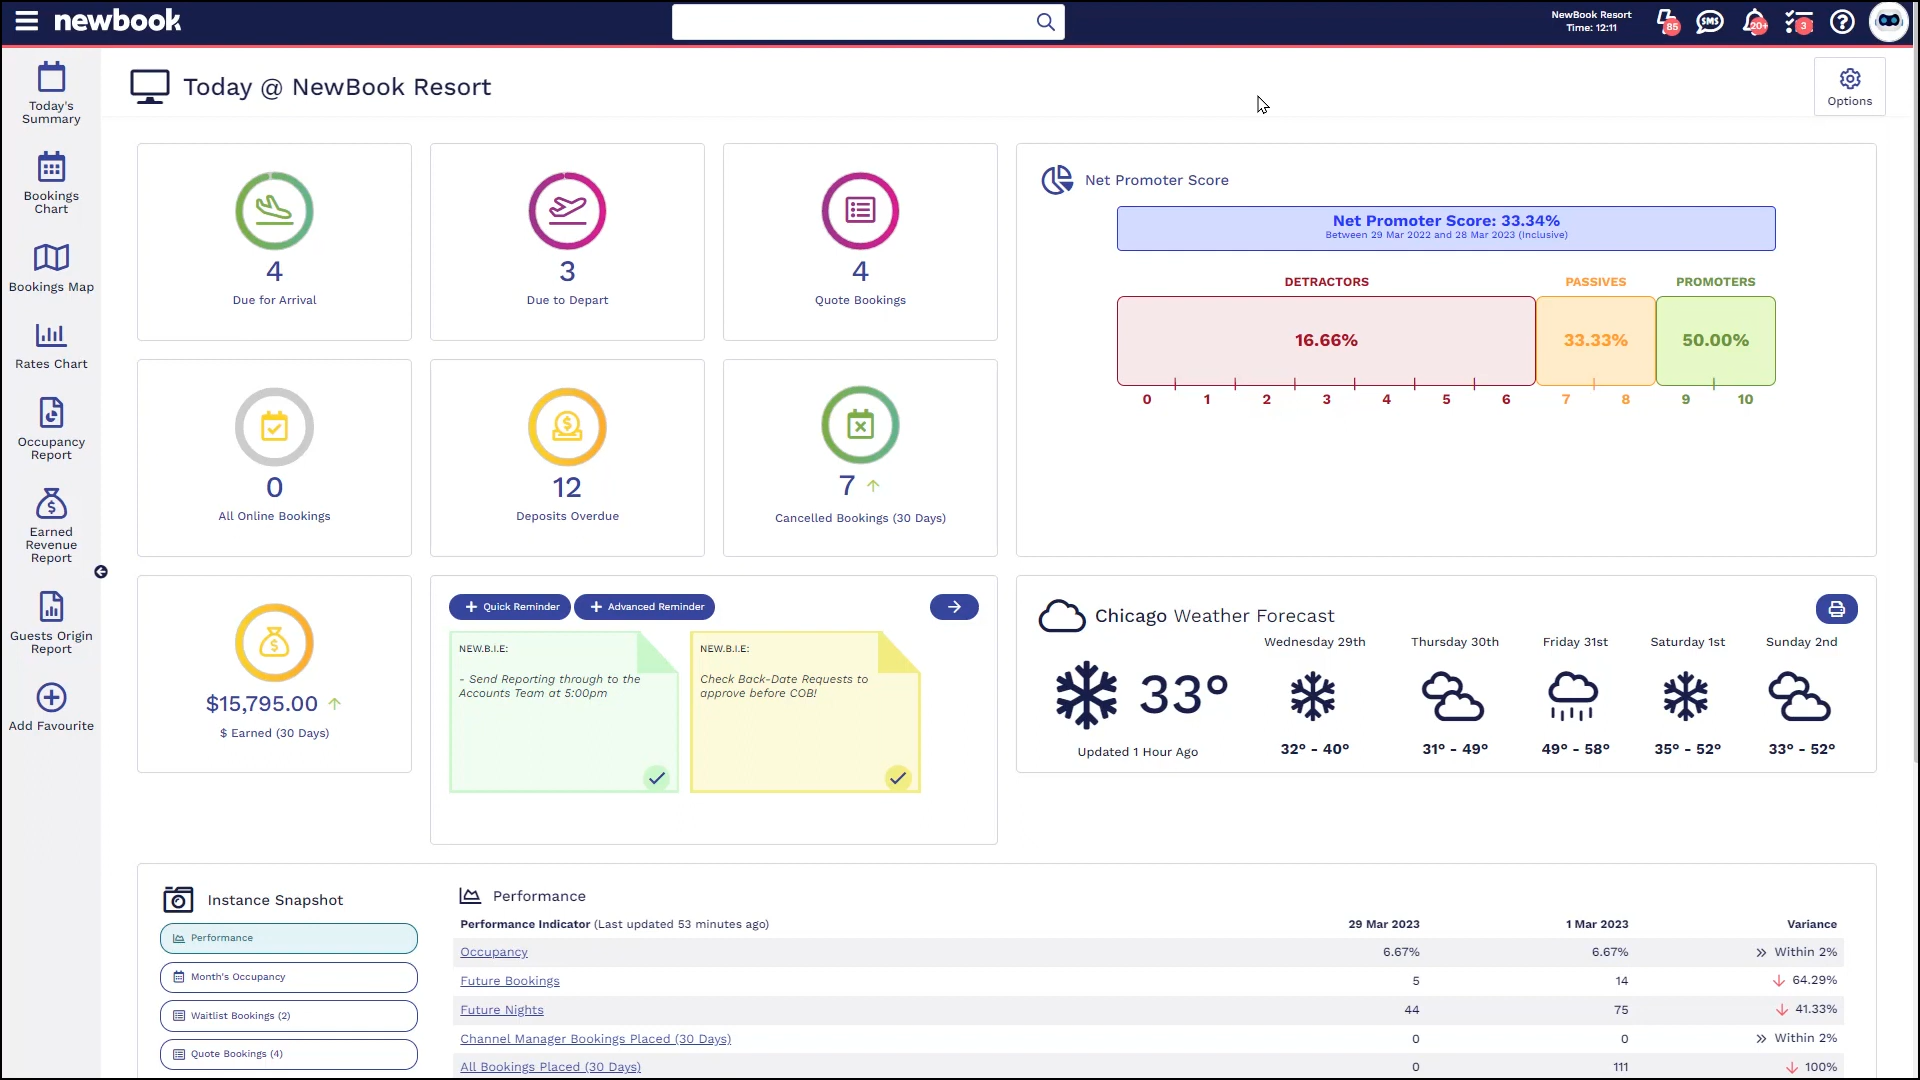 newbook
NewBook Resort
Time: 12:11
85
SMS
20+
3
Today @ NewBook Resort
Options
Today's
Summary
Bookings
Chart
Bookings Map
Rates Chart
Occupancy
Report
Earned
Revenue
Report
Guests Origin
Report
Add Favourite
4
Due for Arrival
3
Due to Depart
4
Quote Bookings
0
All Online Bookings
12
Deposits Overdue
7
Cancelled Bookings (30 Days)
Net Promoter Score
Net Promoter Score: 33.34%
Between 29 Mar 2022 and 28 Mar 2023 (Inclusive)
DETRACTORS PASSIVES PROMOTERS
16.66% 33.33% 50.00%
0 1 2 3 4 5 6 7 8 9 10
$15,795.00
$ Earned (30 Days)
Quick Reminder Advanced Reminder
NEW.B.I.E:
- Send Reporting through to the
Accounts Team at 5:00pm
NEW.B.I.E:
Check Back-Date Requests to
approve before COB!
Chicago Weather Forecast
Wednesday 29th Thursday 30th Friday 31st Saturday 1st Sunday 2nd
33°
Updated 1 Hour Ago
32° - 40° 31° - 49° 49° - 58° 35° - 52° 33° - 52°
Instance Snapshot
Performance
Month's Occupancy
Waitlist Bookings (2)
Quote Bookings (4)
Performance
Performance Indicator (Last updated 53 minutes ago) 29 Mar 2023 1 Mar 2023 Variance
Occupancy 6.67% 6.67% Within 2%
Future Bookings 5 14 64.29%
Future Nights 44 75 41.33%
Channel Manager Bookings Placed (30 Days) 0 0 Within 2%
All Bookings Placed (30 Days) 0 111 100%